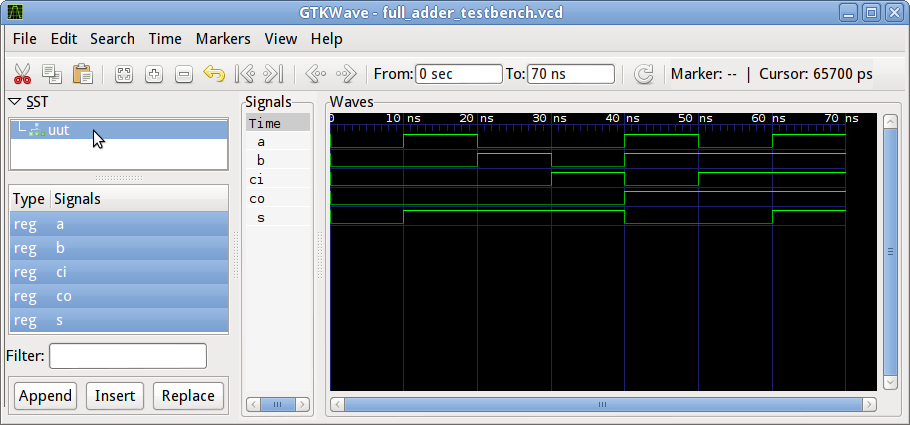 GTKWave - full_adder_testbench.vcd
File Edit Search Time Markers View Help
From: 0 sec To: 70 ns Marker: -- | Cursor: 65700 ps
SST
uut
Type Signals
reg a
reg b
reg ci
reg co
reg s
Filter:
Append Insert Replace
Signals
Time
a
b
ci
co
s
Waves
0 10 ns 20 ns 30 ns 40 ns 50 ns 60 ns 70 ns